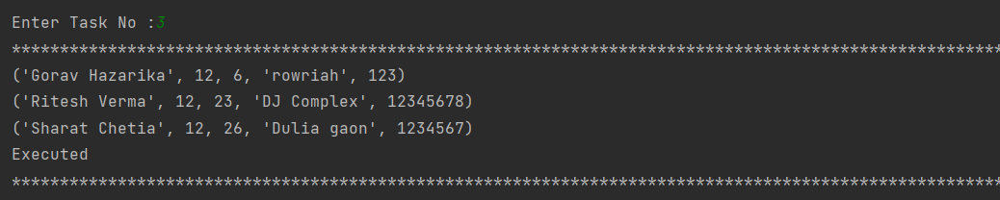 Enter Task No :3
*******************************************************************************************************
('Gorav Hazarika', 12, 6, 'rowriah', 123)
('Ritesh Verma', 12, 23, 'DJ Complex', 12345678)
('Sharat Chetia', 12, 26, 'Dulia gaon', 1234567)
Executed
*******************************************************************************************************